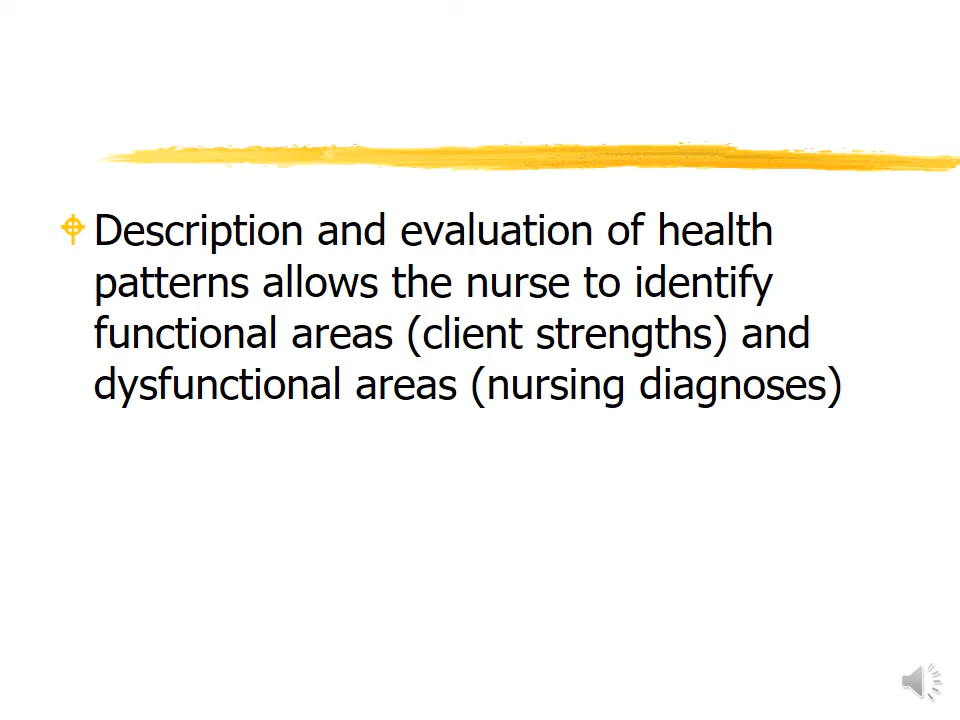 Description and evaluation of health
patterns allows the nurse to identify
functional areas (client strengths) and
dysfunctional areas (nursing diagnoses)